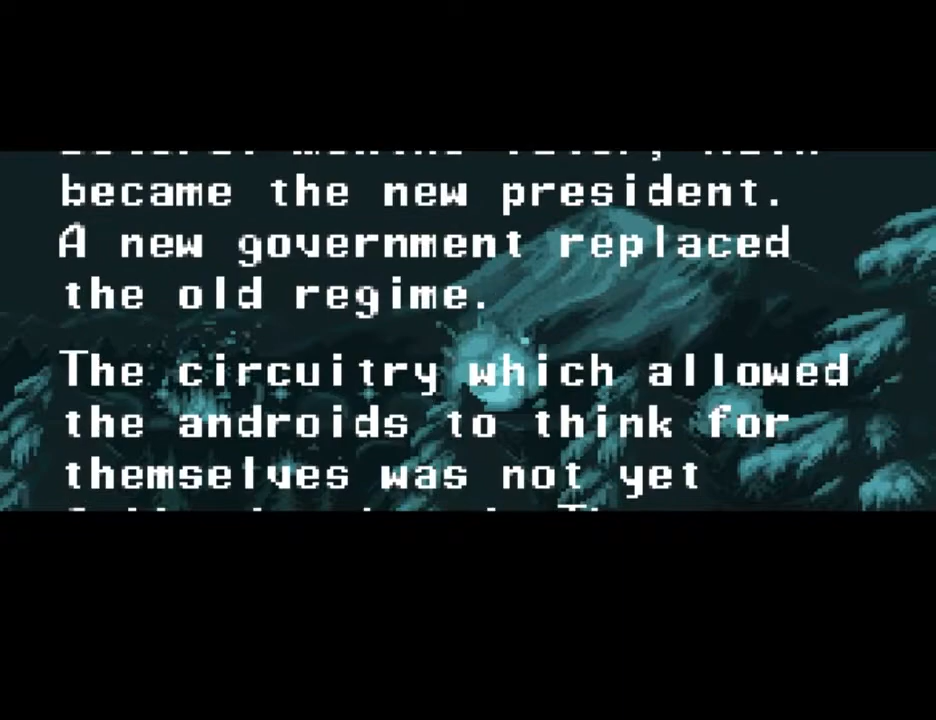 became the new president.
A new government replaced
the old regime.
The circuitry which allowed
the androids to think for
themselves was not yet